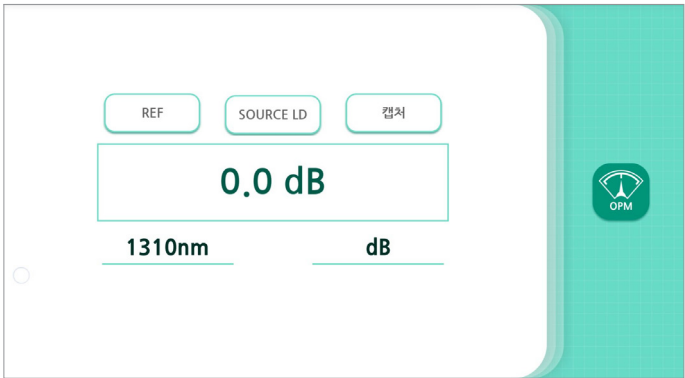 REF
SOURCE LD
캡처
0.0 dB
1310nm
dB
OPM